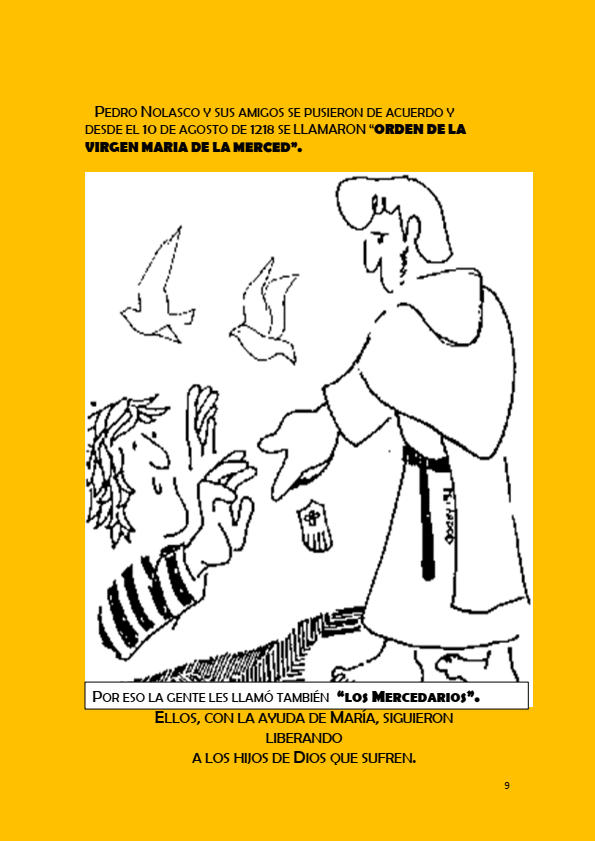 PEDRO NOLASCO Y SUS AMIGOS SE PUSIERON DE ACUERDO Y
DESDE EL 10 DE AGOSTO DE 1218 SE LLAMARON "ORDEN DE LA
VIRGEN MARIA DE LA MERCED".
POR ESO LA GENTE LES LLAMÓ TAMBIÉN "LOS MERCEDARIOS".
ELLOS, CON LA AYUDA DE MARÍA, SIGUIERON
LIBERANDO
A LOS HIJOS DE DIOS QUE SUFREN.
9